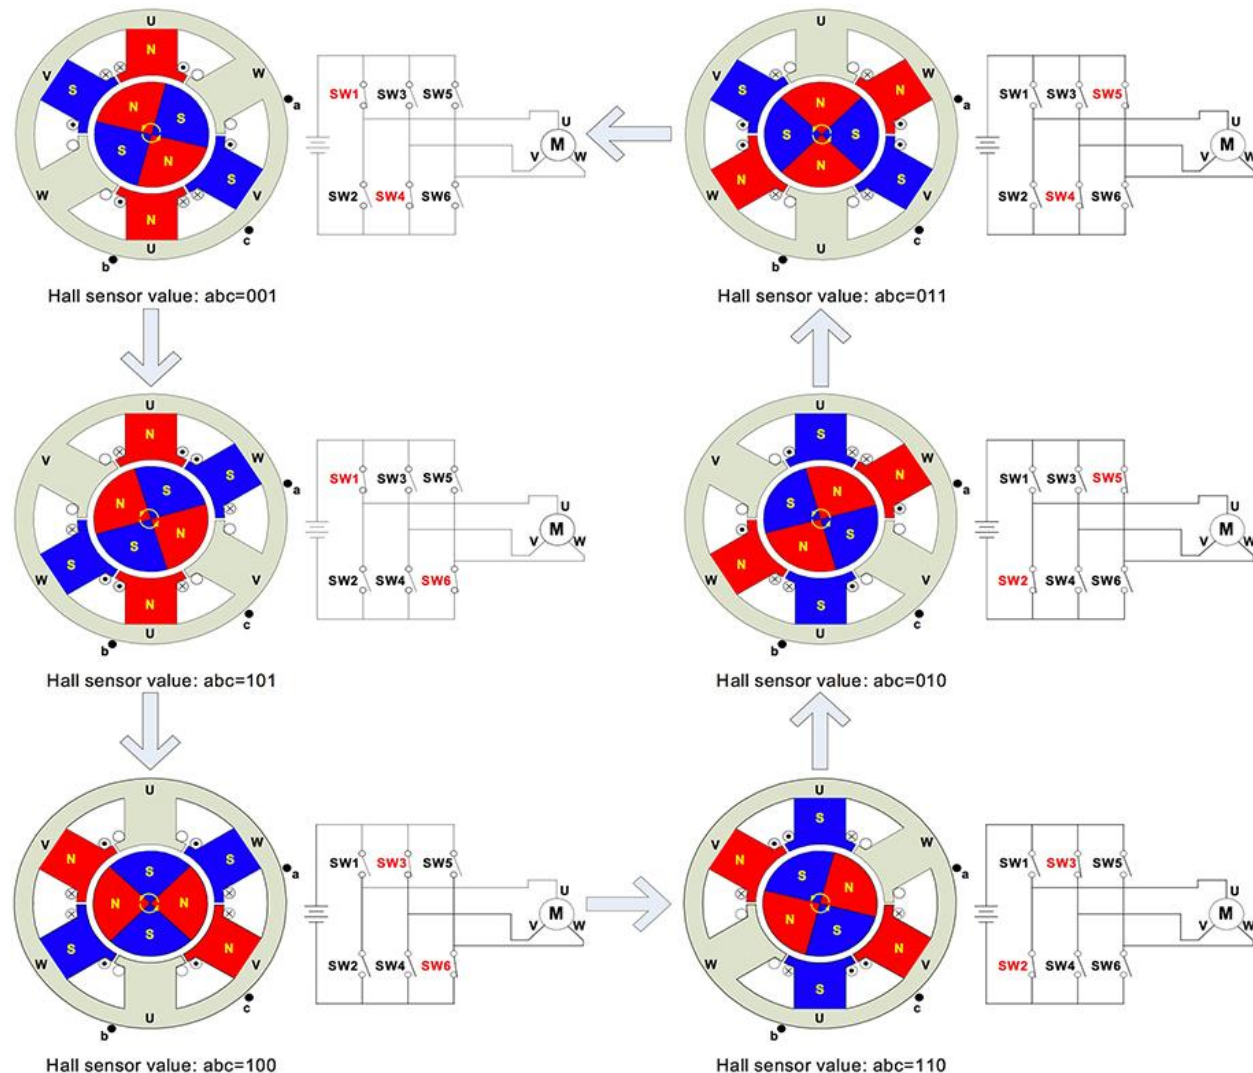 U
N
V
W
S
N
S
a
S
N
S
W
V
N
U
c
b
SW1
SW3
SW5
U
M
V
W
SW2
SW4
SW6
Hall sensor value: abc=001
U
V
W
S
N
N
a
S
S
N
S
W
V
U
c
b
SW1
SW3
SW5
U
M
V
W
SW2
SW4
SW6
Hall sensor value: abc=011
U
N
V
W
S
N
S
a
S
N
S
W
V
N
U
c
b
SW1
SW3
SW5
U
M
V
W
SW2
SW4
SW6
Hall sensor value: abc=101
U
S
V
W
N
S
N
a
N
S
N
W
V
S
U
c
b
SW1
SW3
SW5
U
M
V
W
SW2
SW4
SW6
Hall sensor value: abc=010
U
V
W
N
S
S
a
N
N
S
S
N
W
V
U
c
b
SW1
SW3
SW5
U
M
V
W
SW2
SW4
SW6
Hall sensor value: abc=100
U
S
V
W
N
S
N
a
N
S
N
W
V
S
U
c
b
SW1
SW3
SW5
U
M
V
W
SW2
SW4
SW6
Hall sensor value: abc=110